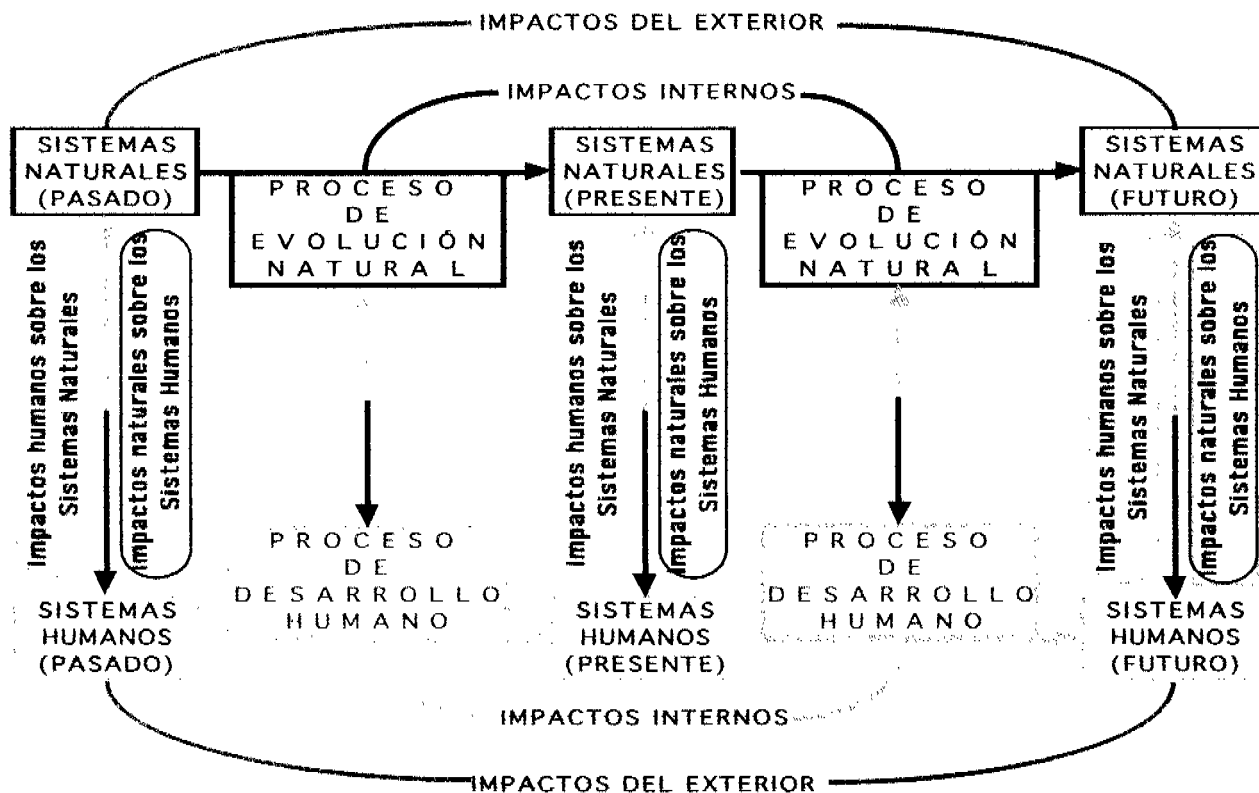 IMPACTOS DEL EXTERIOR
IMPACTOS INTERNOS
SISTEMAS
NATURALES
(PASADO)
PROCESO
DE
EVOLUCIÓN
NATURAL
SISTEMAS
NATURALES
(PRESENTE)
PROCESO
DE
EVOLUCIÓN
NATURAL
SISTEMAS
NATURALES
(FUTURO)
Impactos humanos sobre los
Sistemas Naturales
Impactos naturales sobre los
Sistemas Humanos
Impactos humanos sobre los
Sistemas Naturales
Impactos naturales sobre los
Sistemas Humanos
Impactos humanos sobre los
Sistemas Naturales
Impactos naturales sobre los
Sistemas Humanos
SISTEMAS
HUMANOS
(PASADO)
PROCESO
DE
DESARROLLO
HUMANO
SISTEMAS
HUMANOS
(PRESENTE)
PROCESO
DE
DESARROLLO
HUMANO
SISTEMAS
HUMANOS
(FUTURO)
IMPACTOS INTERNOS
IMPACTOS DEL EXTERIOR